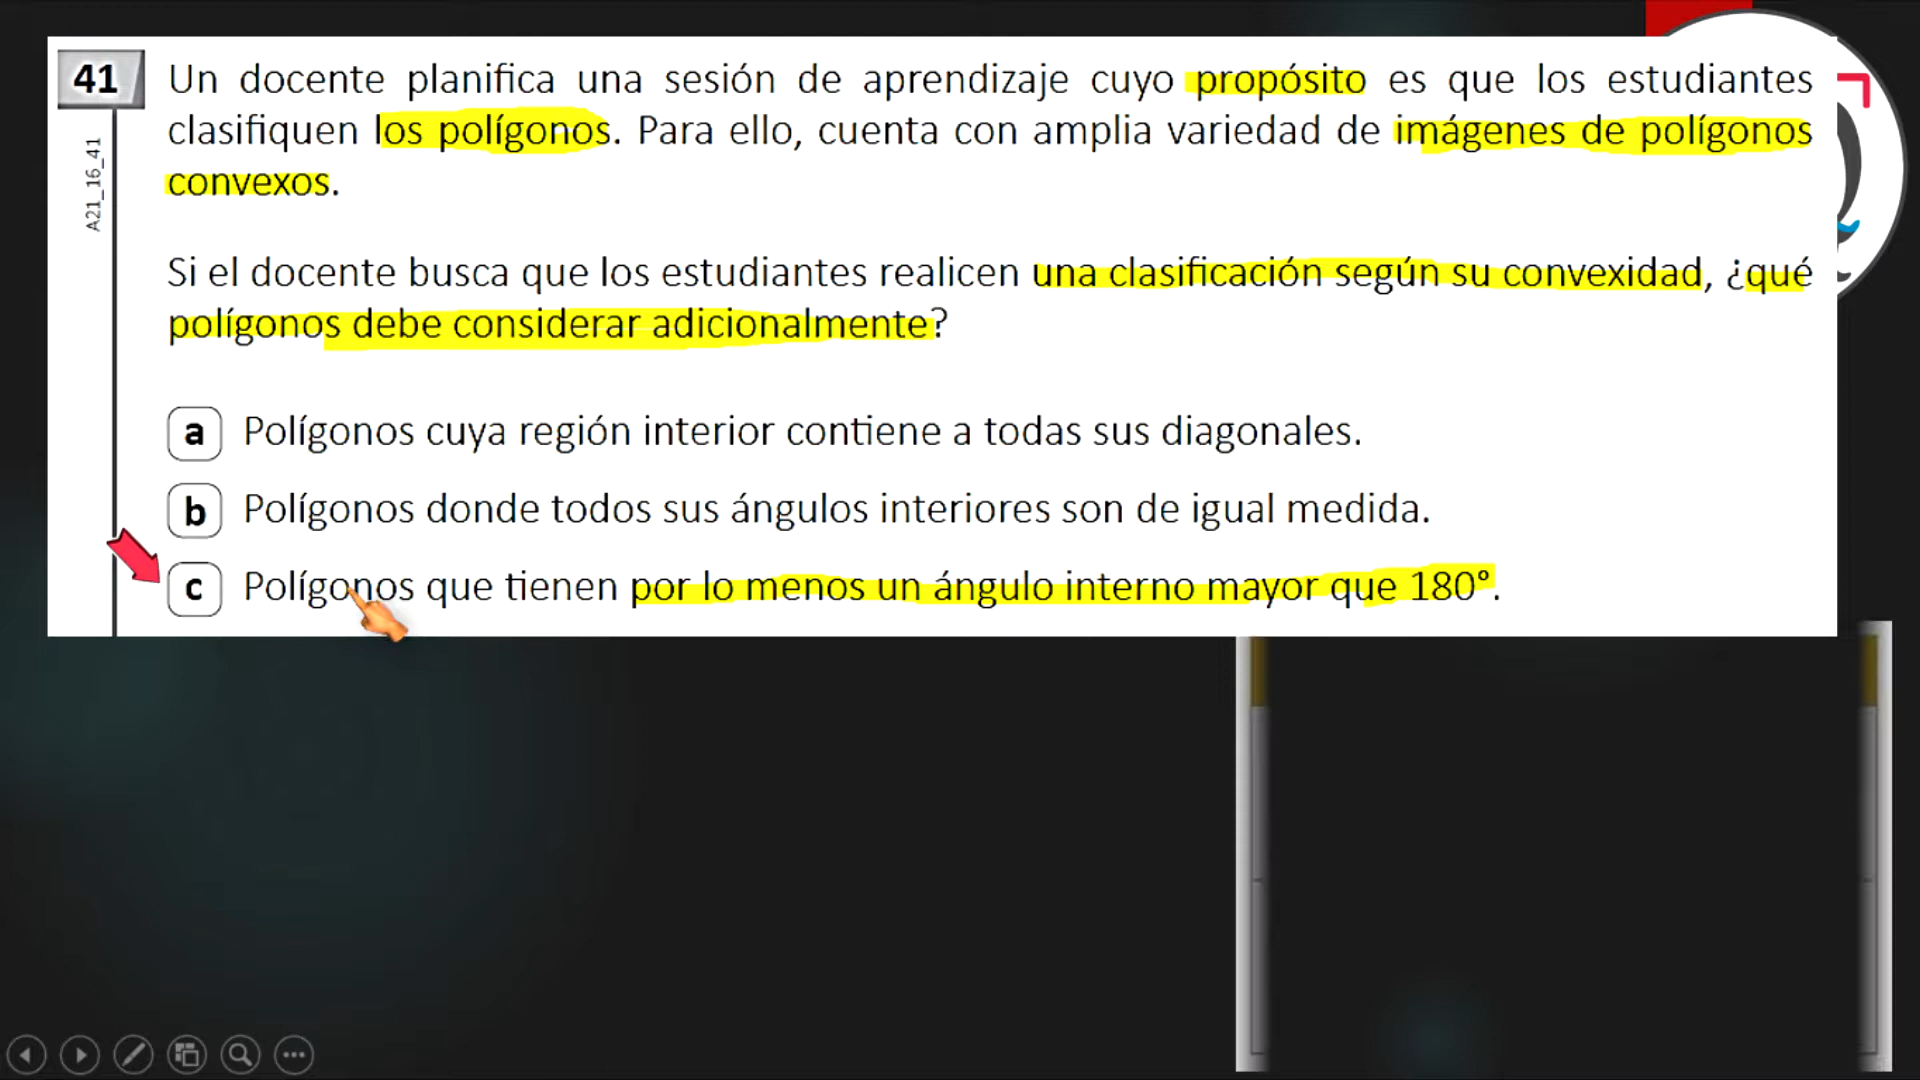 41 Un docente planifica una sesión de aprendizaje cuyo propósito es que los estudiantes
clasifiquen los polígonos. Para ello, cuenta con amplia variedad de imágenes de polígonos
convexos.
A21_16_41
Si el docente busca que los estudiantes realicen una clasificación según su convexidad, ¿qué
polígonos debe considerar adicionalmente?
a Polígonos cuya región interior contiene a todas sus diagonales.
b Polígonos donde todos sus ángulos interiores son de igual medida.
c Polígonos que tienen por lo menos un ángulo interno mayor que 180°.